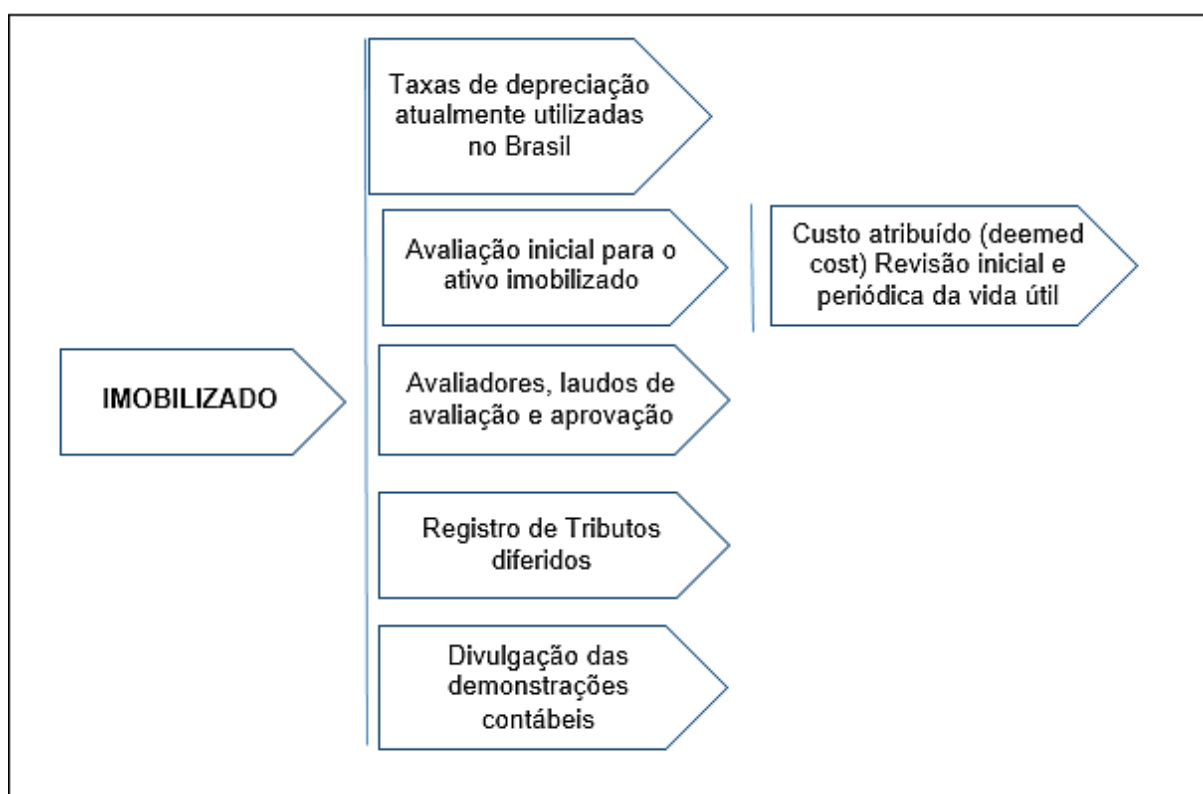 IMOBILIZADO
Taxas de depreciação
atualmente utilizadas
no Brasil
Avaliação inicial para o
ativo imobilizado
Custo atribuído (deemed
cost) Revisão inicial e
periódica da vida útil
Avaliadores, laudos de
avaliação e aprovação
Registro de Tributos
diferidos
Divulgação das
demonstrações
contábeis